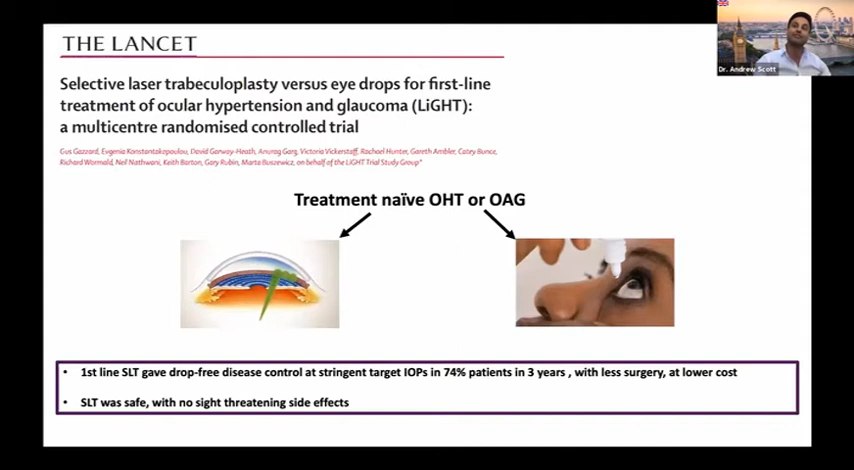 THE LANCET
Selective laser trabeculoplasty versus eye drops for first-line
treatment of ocular hypertension and glaucoma (LiGHT):
a multicentre randomised controlled trial
Gus Gazzard, Evgenia Konstantakopoulou, David Garway-Heath, Anurag Garg, Victoria Vickerstaff, Rachael Hunter, Gareth Ambler, Catey Bunce,
Richard Wormald, Neil Nathwani, Keith Barton, Gary Rubin, Marta Buszewicz, on behalf of the LiGHT Trial Study Group*
Dr. Andrew Scott
Treatment naïve OHT or OAG
• 1st line SLT gave drop-free disease control at stringent target IOPs in 74% patients in 3 years , with less surgery, at lower cost
• SLT was safe, with no sight threatening side effects